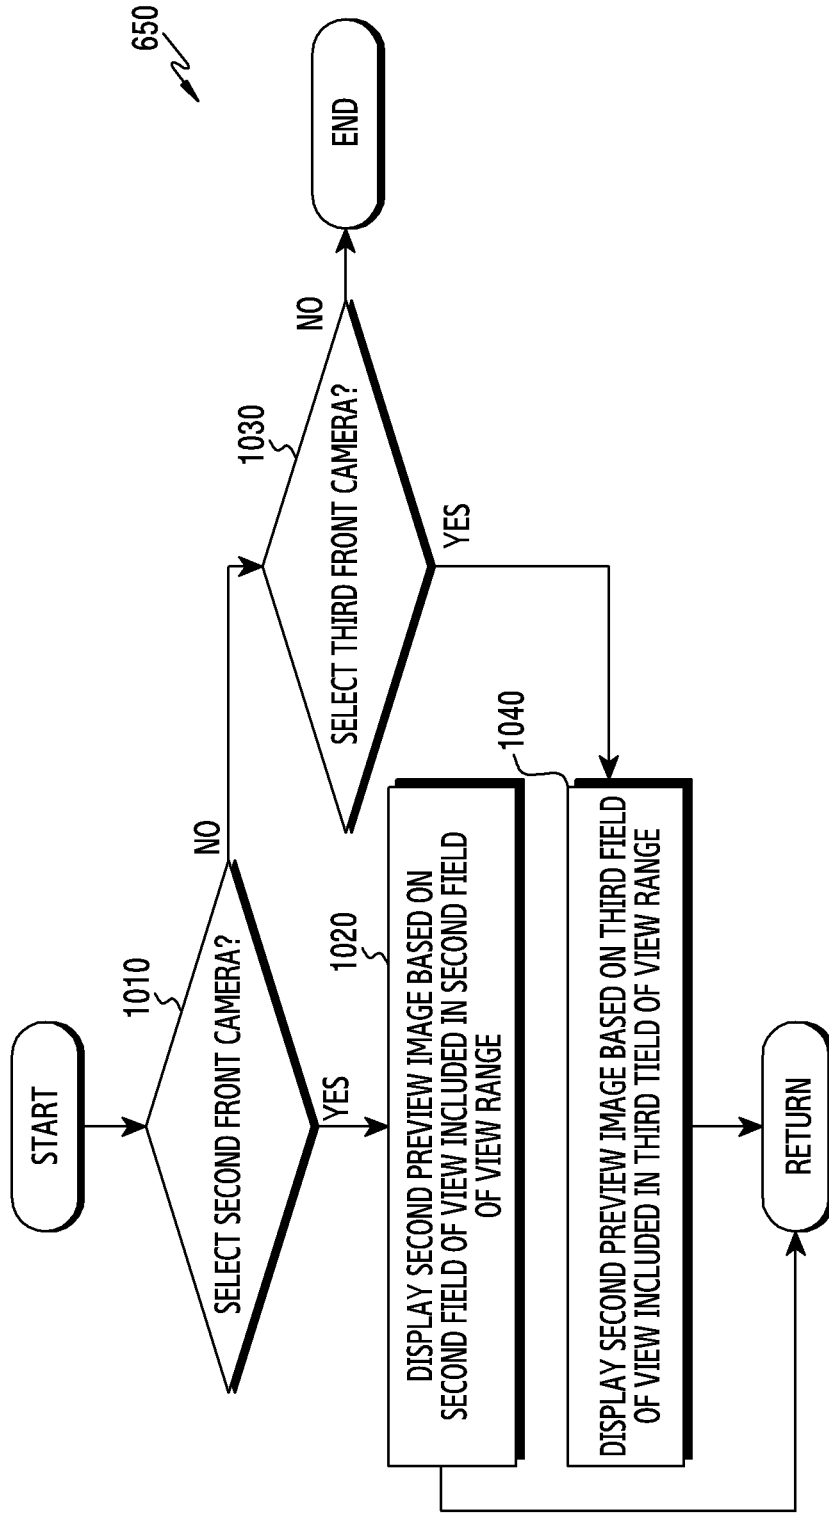 650
START
1010
SELECT SECOND FRONT CAMERA?
NO
YES
1030
SELECT THIRD FRONT CAMERA?
NO
END
YES
1020
DISPLAY SECOND PREVIEW IMAGE BASED ON
SECOND FIELD OF VIEW INCLUDED IN SECOND FIELD
OF VIEW RANGE
1040
DISPLAY SECOND PREVIEW IMAGE BASED ON THIRD FIELD
OF VIEW INCLUDED IN THIRD TIELD OF VIEW RANGE
RETURN